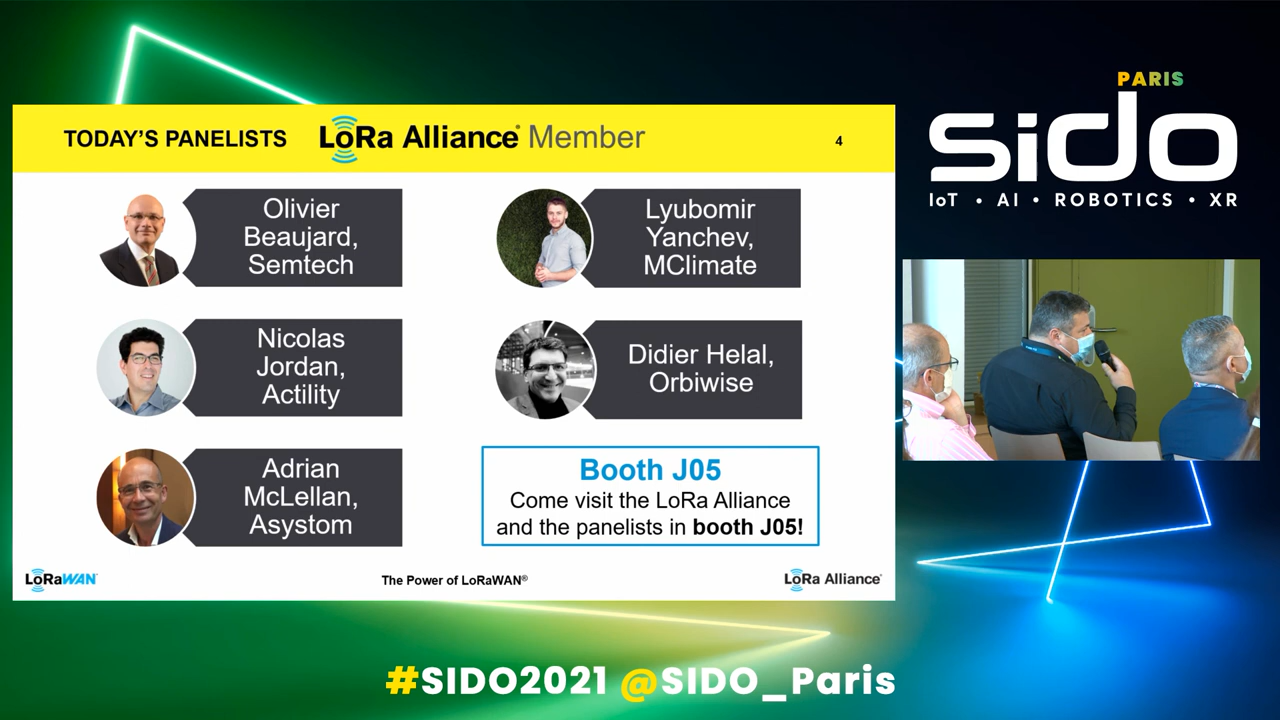 PARIS
sido
IoT • AI • ROBOTICS • XR
TODAY'S PANELISTS
LoRa Alliance® Member
4
Olivier
Beaujard,
Semtech
Lyubomir
Yanchev,
MClimate
Nicolas
Jordan,
Actility
Didier Helal,
Orbiwise
Adrian
McLellan,
Asystom
Booth J05
Come visit the LoRa Alliance
and the panelists in booth J05!
LoRaWAN
The Power of LoRaWAN®
LoRa Alliance®
#SIDO2021 @SIDO_Paris